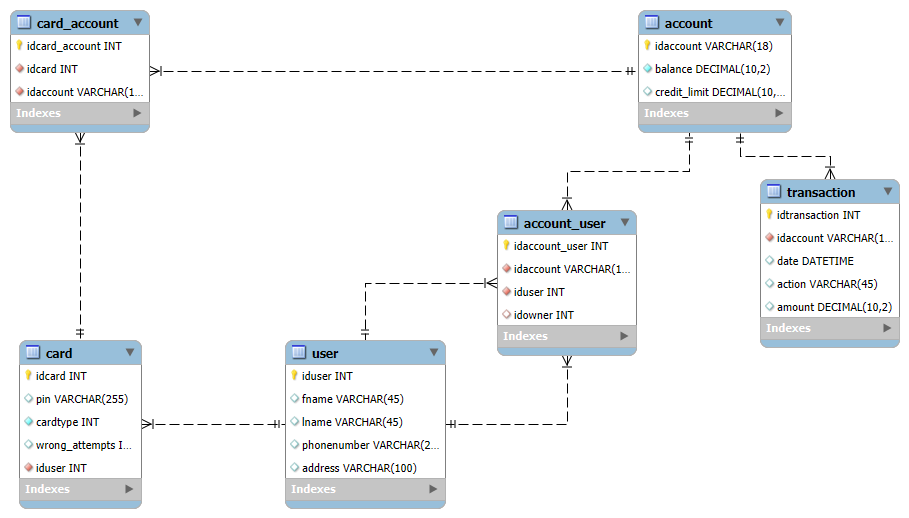 card_account
idcard_account INT
idcard INT
idaccount VARCHAR(1...
Indexes
account
idaccount VARCHAR(18)
balance DECIMAL(10,2)
credit_limit DECIMAL(10,...
Indexes
transaction
idtransaction INT
idaccount VARCHAR(1...
date DATETIME
action VARCHAR(45)
amount DECIMAL(10,2)
Indexes
account_user
idaccount_user INT
idaccount VARCHAR(1...
iduser INT
idowner INT
Indexes
card
idcard INT
pin VARCHAR(255)
cardtype INT
wrong_attempts I...
iduser INT
Indexes
user
iduser INT
fname VARCHAR(45)
lname VARCHAR(45)
phonenumber VARCHAR(2...
address VARCHAR(100)
Indexes